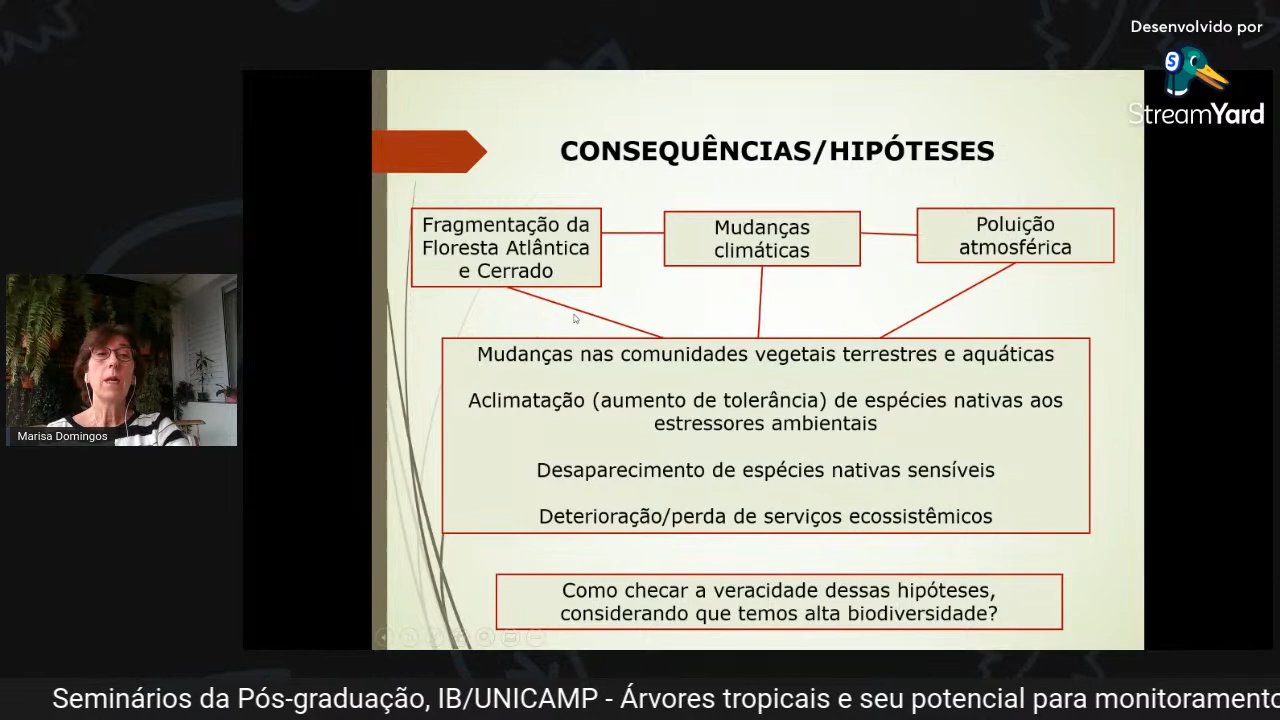 Desenvolvido por
StreamYard
CONSEQUÊNCIAS/HIPÓTESES
Fragmentação da
Floresta Atlântica
e Cerrado
Mudanças
climáticas
Poluição
atmosférica
Mudanças nas comunidades vegetais terrestres e aquáticas
Aclimatação (aumento de tolerância) de espécies nativas aos
estressores ambientais
Desaparecimento de espécies nativas sensíveis
Deterioração/perda de serviços ecossistêmicos
Como checar a veracidade dessas hipóteses,
considerando que temos alta biodiversidade?
Marisa Domingos
Seminários da Pós-graduação, IB/UNICAMP - Árvores tropicais e seu potencial para monitoramento